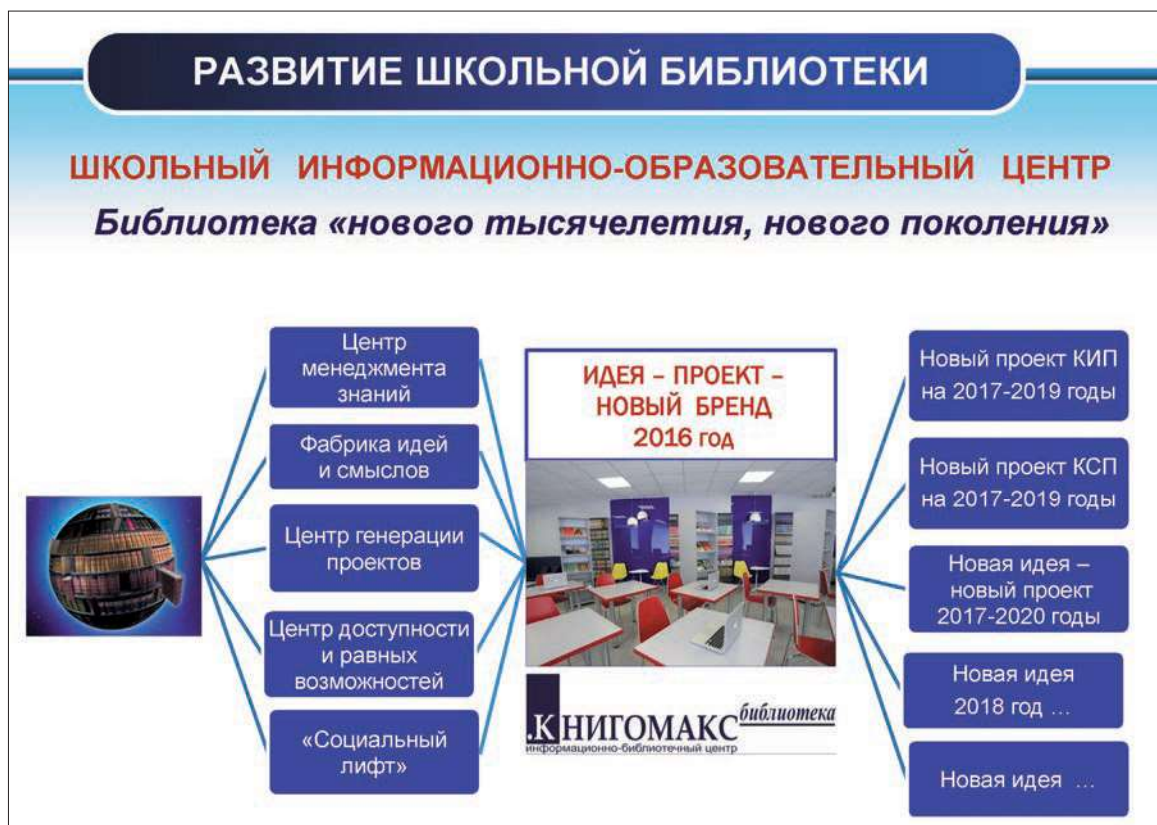 РАЗВИТИЕ ШКОЛЬНОЙ БИБЛИОТЕКИ
ШКОЛЬНЫЙ ИНФОРМАЦИОННО-ОБРАЗОВАТЕЛЬНЫЙ ЦЕНТР
Библиотека «нового тысячелетия, нового поколения»
Центр
менеджмента
знаний
Фабрика идей
и смыслов
Центр генерации
проектов
Центр доступности
и равных
возможностей
«Социальный
лифт»
ИДЕЯ – ПРОЕКТ –
НОВЫЙ БРЕНД
2016 год
.КНИГОМАКС библиотека
информационно-библиотечный центр
Новый проект КИП
на 2017-2019 годы
Новый проект КСП
на 2017-2019 годы
Новая идея –
новый проект
2017-2020 годы
Новая идея
2018 год ...
Новая идея ...